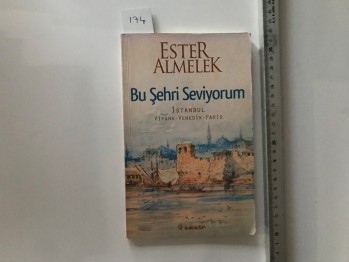 174
ESTER
ALMELEK
Bu Şehri Seviyorum
İSTANBUL
VİYANA-VENEDİK-PARİS